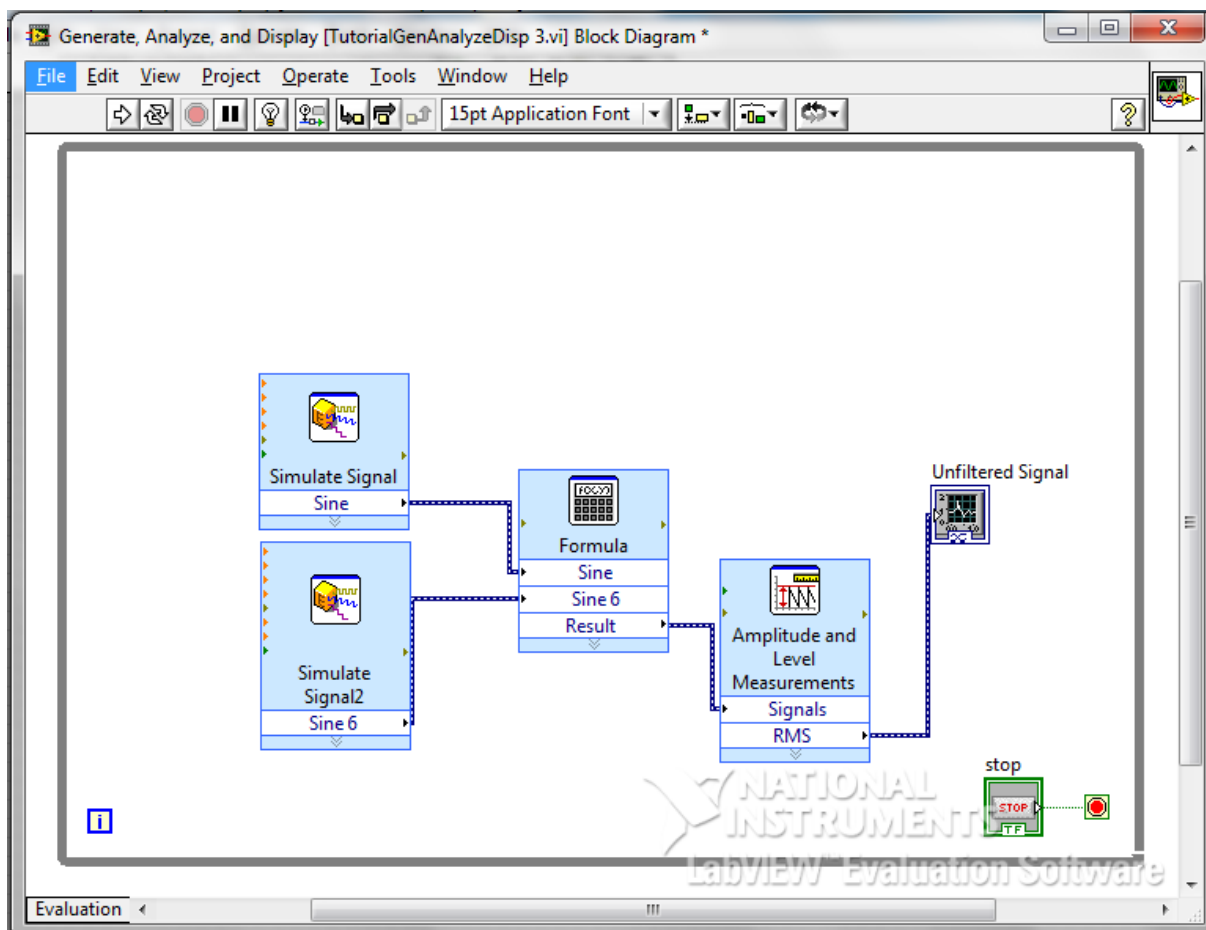 Generate, Analyze, and Display [TutorialGenAnalyzeDisp 3.vi] Block Diagram *
File Edit View Project Operate Tools Window Help
15pt Application Font
Simulate Signal
Sine
Simulate
Signal2
Sine 6
f(x,y)
Formula
Sine
Sine 6
Result
Amplitude and
Level
Measurements
Signals
RMS
Unfiltered Signal
stop
STOP
TF
i
NATIONAL
INSTRUMENTS
LabVIEW™ Evaluation Software
Evaluation